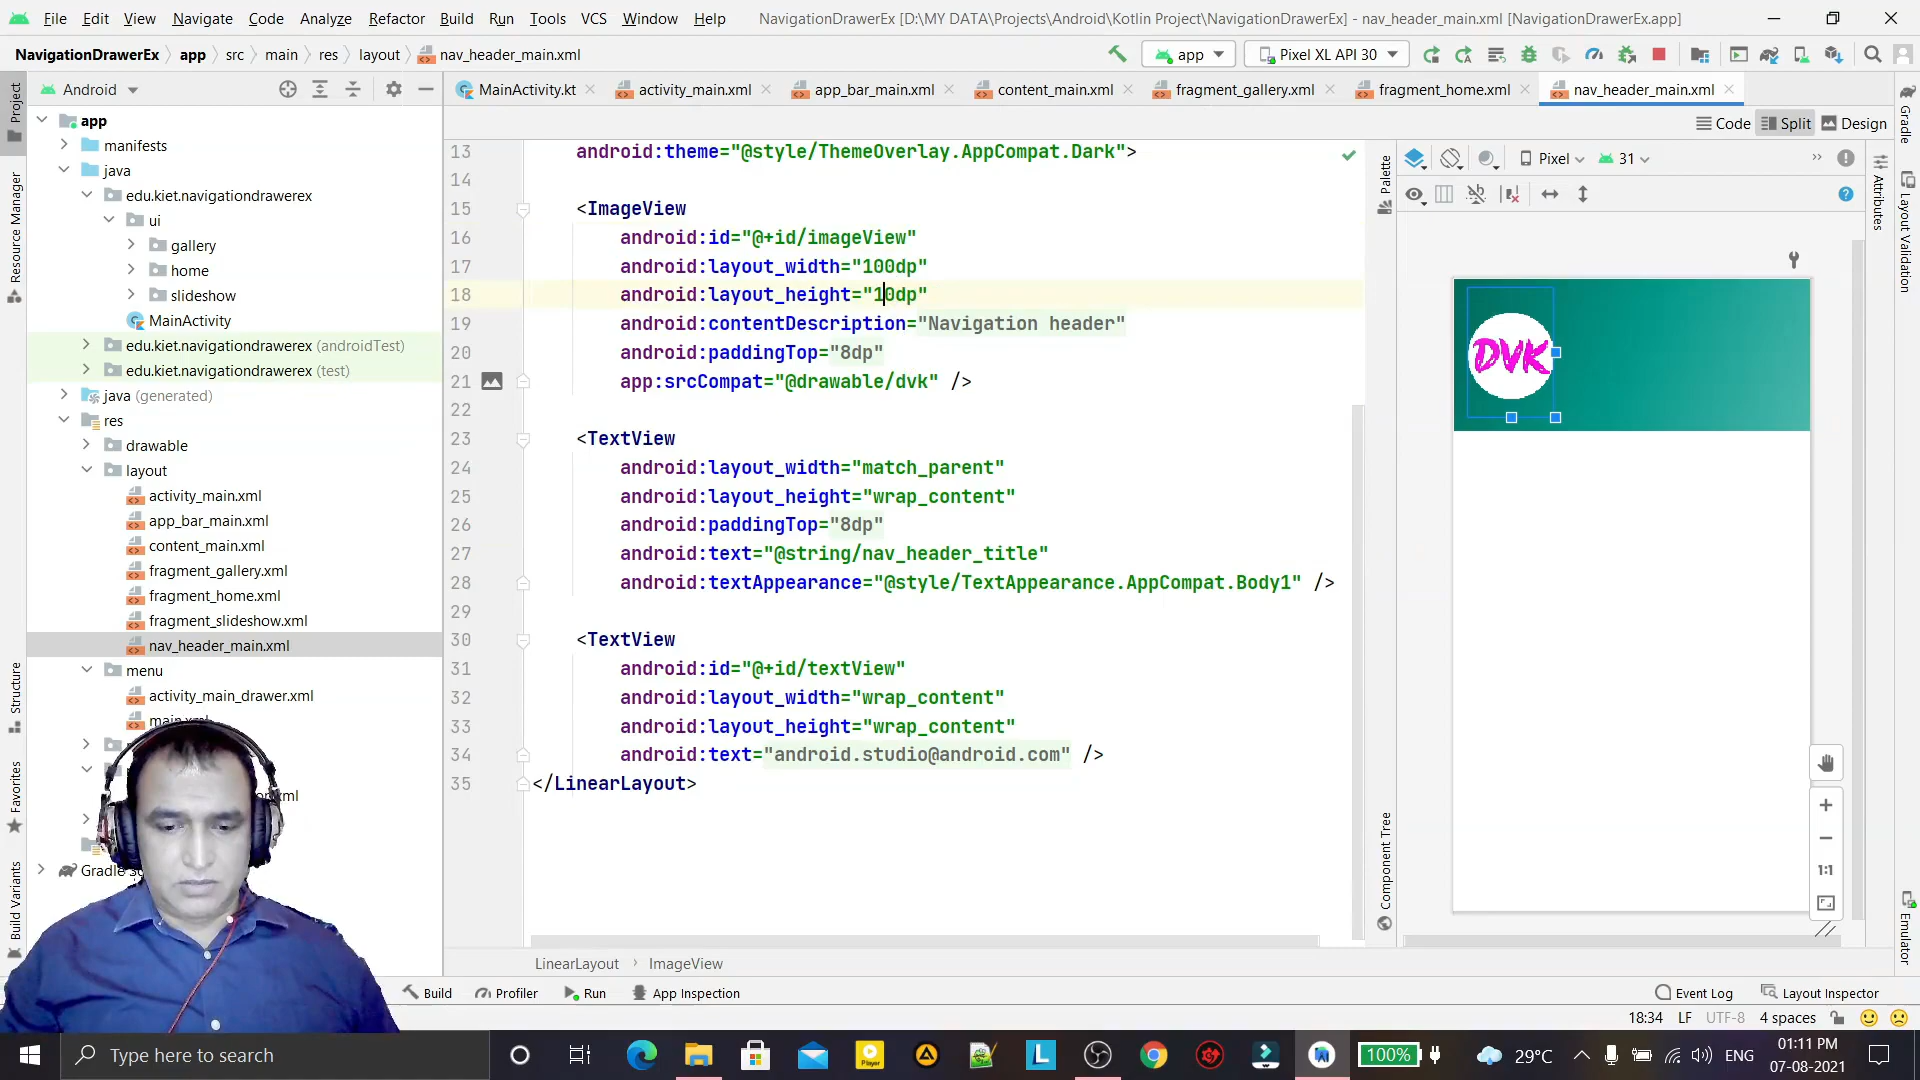 File Edit View Navigate Code Analyze Refactor Build Run Tools VCS Window Help NavigationDrawerEx [D:\MY DATA\Projects\Android\Kotlin Project\NavigationDrawerEx] - nav_header_main.xml [NavigationDrawerEx.app]
NavigationDrawerEx app src main res layout nav_header_main.xml app Pixel XL API 30
Android
MainActivity.kt activity_main.xml app_bar_main.xml content_main.xml fragment_gallery.xml fragment_home.xml nav_header_main.xml
Code Split Design
Project
Resource Manager
Structure
Favorites
Build Variants
app
manifests
java
edu.kiet.navigationdrawerex
ui
gallery
home
slideshow
MainActivity
edu.kiet.navigationdrawerex (androidTest)
edu.kiet.navigationdrawerex (test)
java (generated)
res
drawable
layout
activity_main.xml
app_bar_main.xml
content_main.xml
fragment_gallery.xml
fragment_home.xml
fragment_slideshow.xml
nav_header_main.xml
menu
activity_main_drawer.xml
main.xml
Gradle
13 android:theme="@style/ThemeOverlay.AppCompat.Dark">
14
15 <ImageView
16 android:id="@+id/imageView"
17 android:layout_width="100dp"
18 android:layout_height="10dp"
19 android:contentDescription="Navigation header"
20 android:paddingTop="8dp"
21 app:srcCompat="@drawable/dvk" />
22
23 <TextView
24 android:layout_width="match_parent"
25 android:layout_height="wrap_content"
26 android:paddingTop="8dp"
27 android:text="@string/nav_header_title"
28 android:textAppearance="@style/TextAppearance.AppCompat.Body1" />
29
30 <TextView
31 android:id="@+id/textView"
32 android:layout_width="wrap_content"
33 android:layout_height="wrap_content"
34 android:text="android.studio@android.com" />
35 </LinearLayout>
LinearLayout ImageView
Palette
Component Tree
Pixel 31
DVK
1:1
Attributes
Gradle
Layout Validation
Emulator
Build Profiler Run App Inspection Event Log Layout Inspector
18:34 LF UTF-8 4 spaces
Type here to search
Player
L
100% 29°C ENG 01:11 PM
07-08-2021